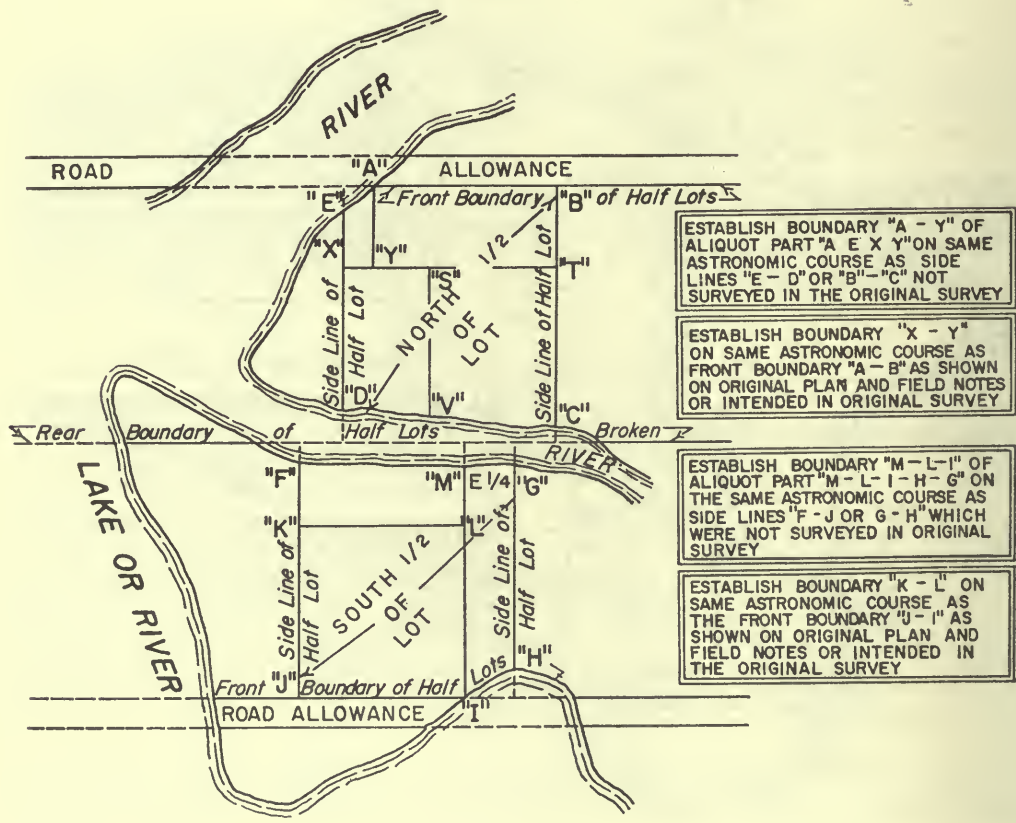 RIVER
ROAD "A" ALLOWANCE
"E" Front Boundary "B" of Half Lots
"X" "Y" 1/2 "T"
"S"
NORTH
OF
LOT
Side Line of
Half Lot
Side Line of Half Lot
"D" "V" "C"
Rear Boundary of Half Lots Broken
RIVER
"F" "M" E 1/4 "G"
"K" "L"
LAKE OR RIVER
Side Line of
Half Lot
SOUTH 1/2
OF
LOT
Side Line of
Half Lot
"H"
Front "J" Boundary of Half Lots
ROAD ALLOWANCE "I"
ESTABLISH BOUNDARY "A - Y" OF
ALIQUOT PART "A E X Y" ON SAME
ASTRONOMIC COURSE AS SIDE
LINES "E - D" OR "B"-"C" NOT
SURVEYED IN THE ORIGINAL SURVEY
ESTABLISH BOUNDARY "X - Y"
ON SAME ASTRONOMIC COURSE AS
FRONT BOUNDARY "A - B" AS SHOWN
ON ORIGINAL PLAN AND FIELD NOTES
OR INTENDED IN ORIGINAL SURVEY
ESTABLISH BOUNDARY "M-L-I" OF
ALIQUOT PART "M - L - I - H - G" ON
THE SAME ASTRONOMIC COURSE AS
SIDE LINES "F - J OR G - H" WHICH
WERE NOT SURVEYED IN ORIGINAL
SURVEY
ESTABLISH BOUNDARY "K - L" ON
SAME ASTRONOMIC COURSE AS
THE FRONT BOUNDARY "J - I" AS
SHOWN ON ORIGINAL PLAN AND
FIELD NOTES OR INTENDED IN
THE ORIGINAL SURVEY